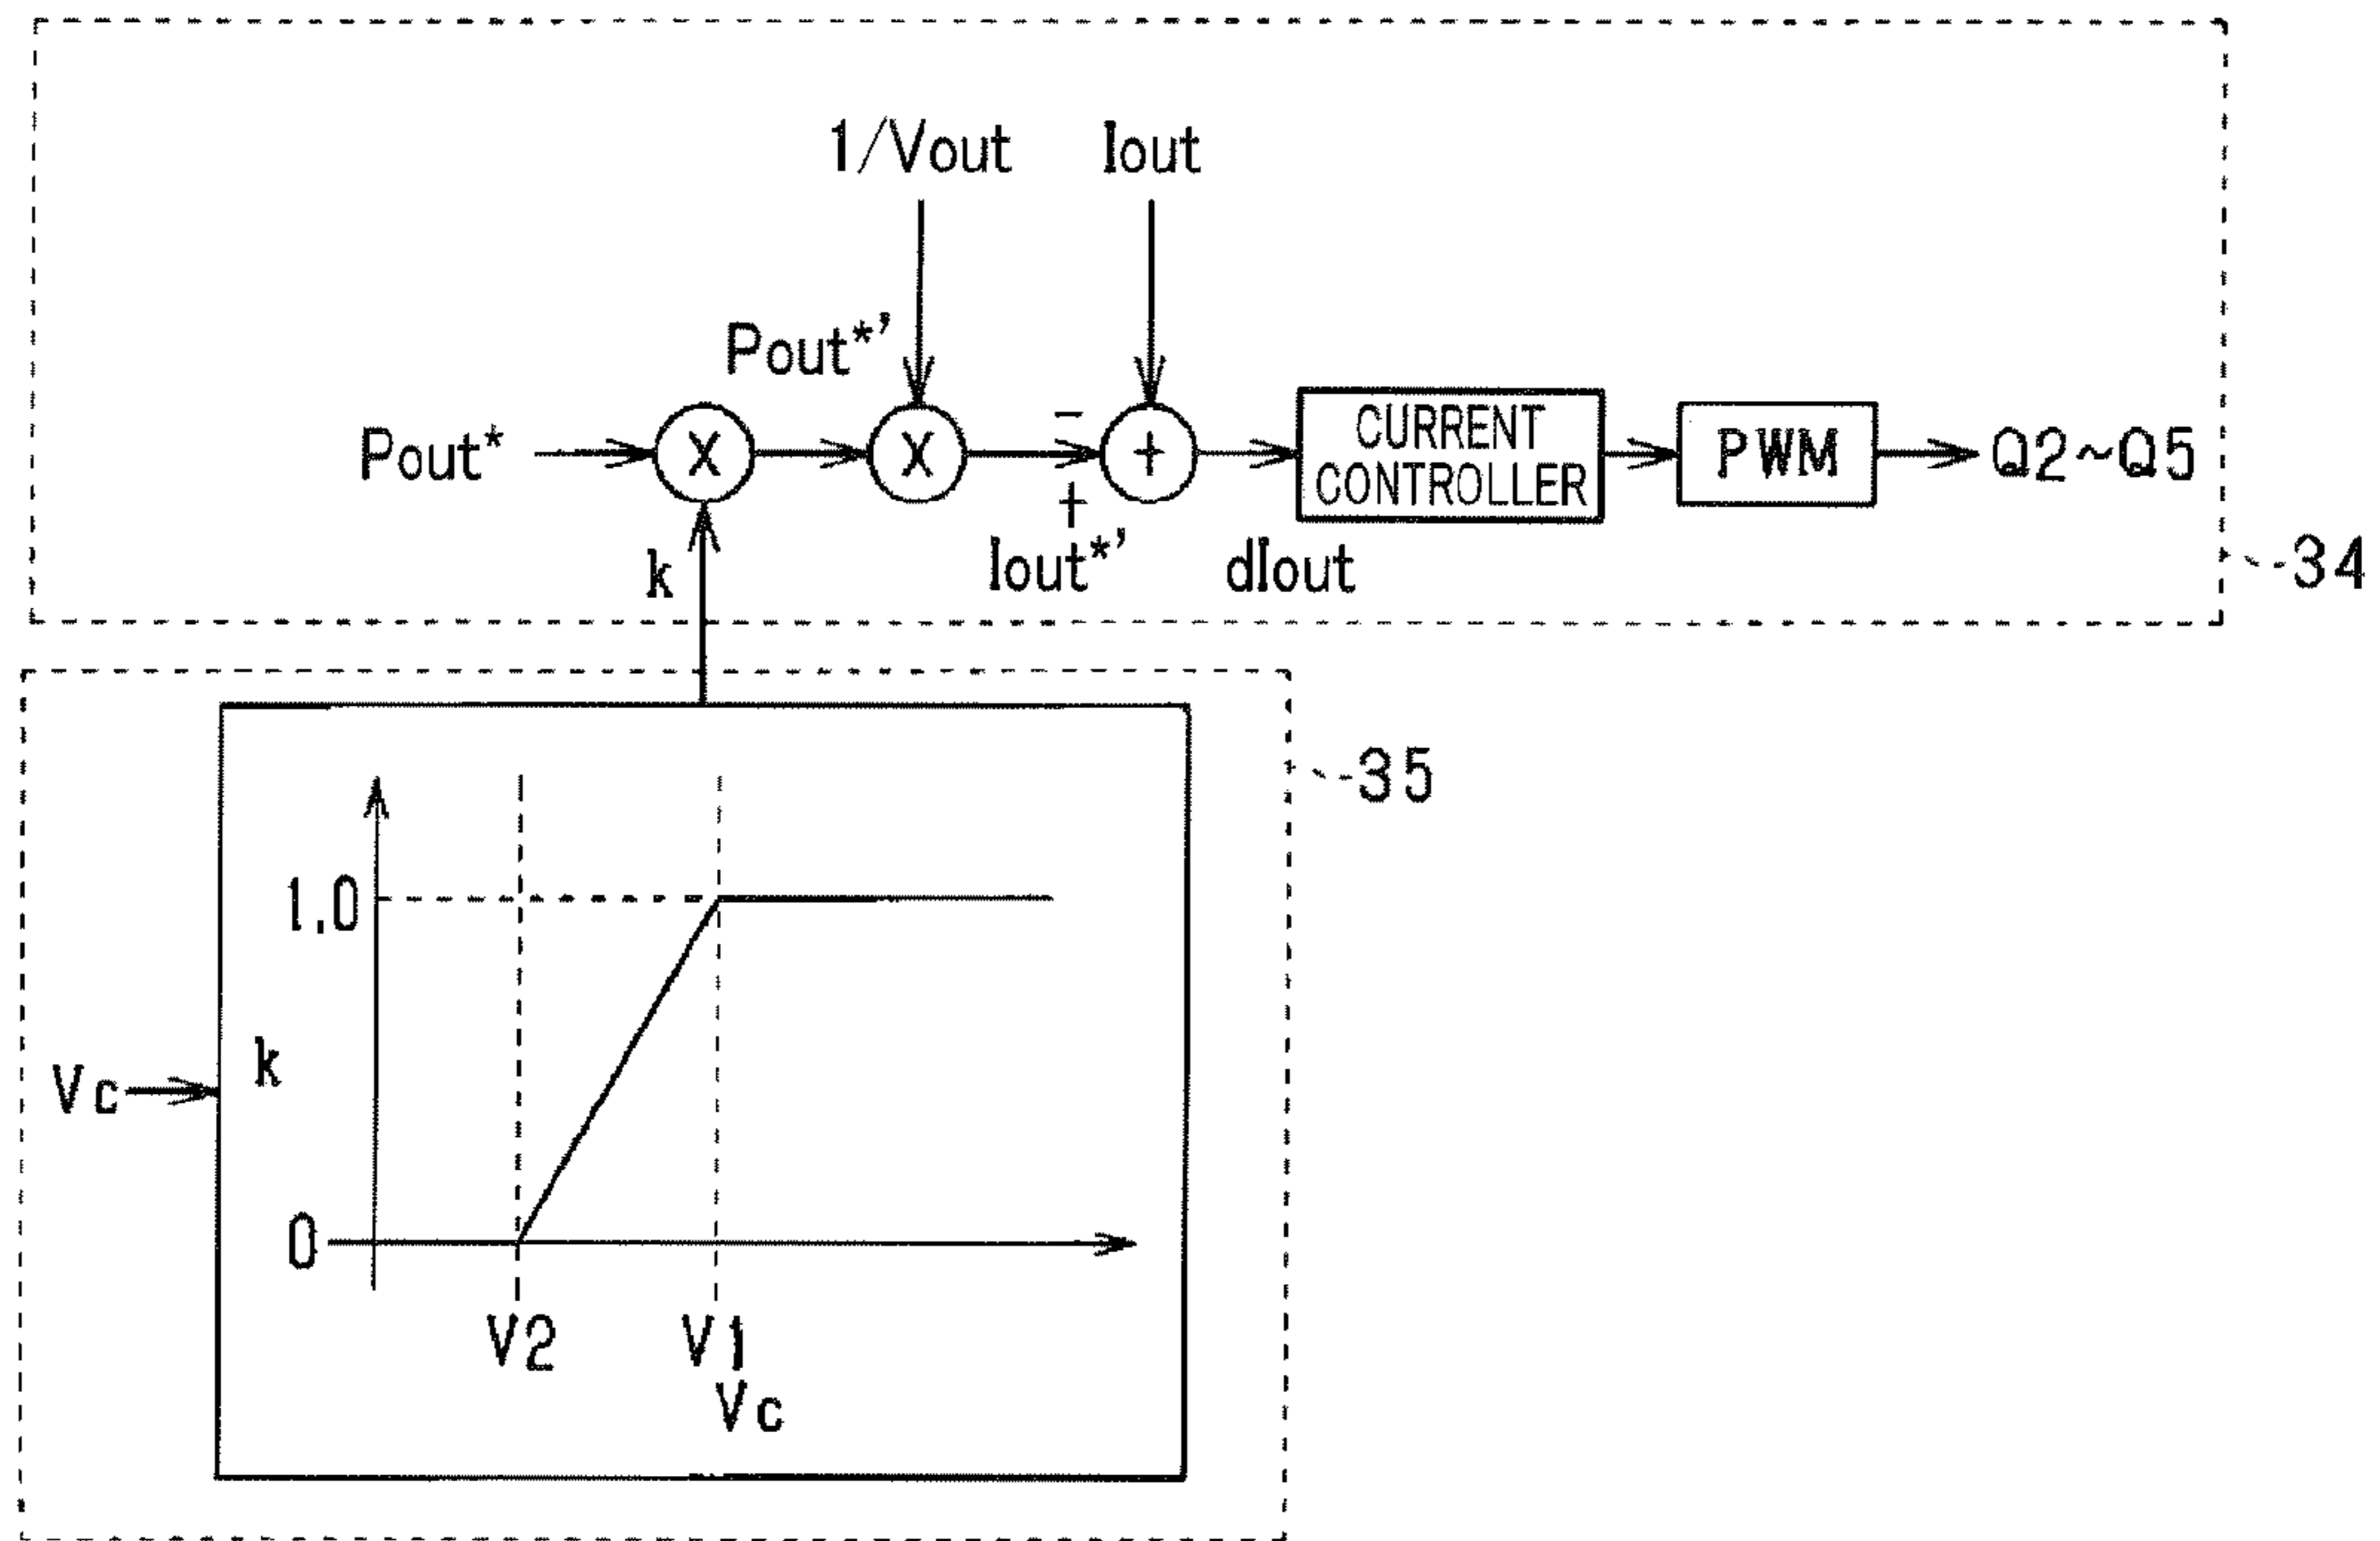 1/Vout
Iout
Pout*'
Pout*
X
X
-
+
+
CURRENT
CONTROLLER
PWM
Q2~Q5
k
Iout*'
dIout
34
35
1.0
k
Vc
0
V2
V1
Vc